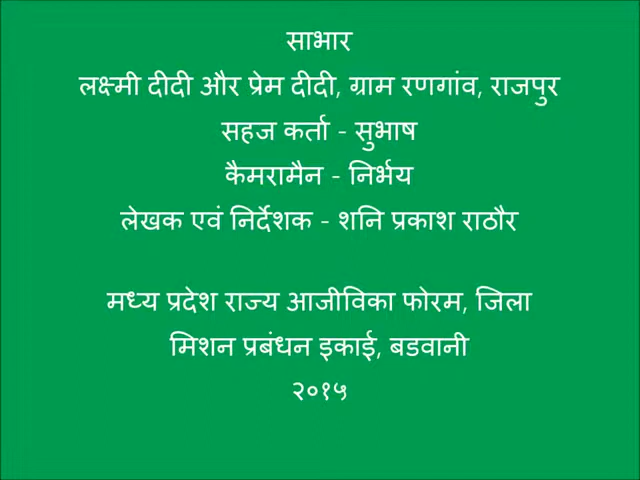 साभार
लक्ष्मी दीदी और प्रेम दीदी, ग्राम रणगांव, राजपुर
सहज कर्ता - सुभाष
कैमरामैन - निर्भय
लेखक एवं निर्देशक - शनि प्रकाश राठौर
मध्य प्रदेश राज्य आजीविका फोरम, जिला
मिशन प्रबंधन इकाई, बडवानी
२०१५